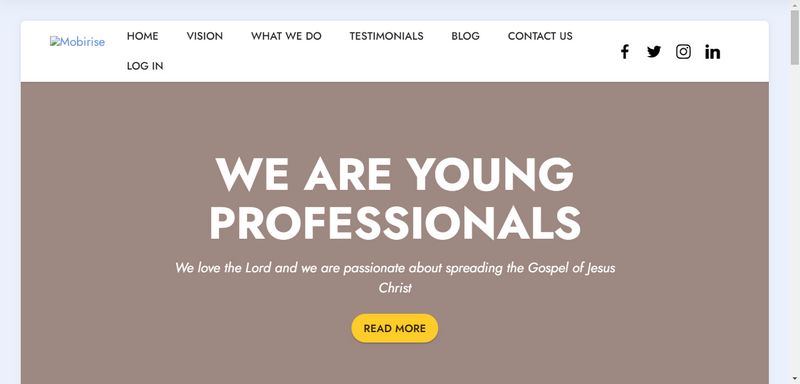 Mobirise
HOME VISION WHAT WE DO TESTIMONIALS BLOG CONTACT US
LOG IN
WE ARE YOUNG
PROFESSIONALS
We love the Lord and we are passionate about spreading the Gospel of Jesus
Christ
READ MORE